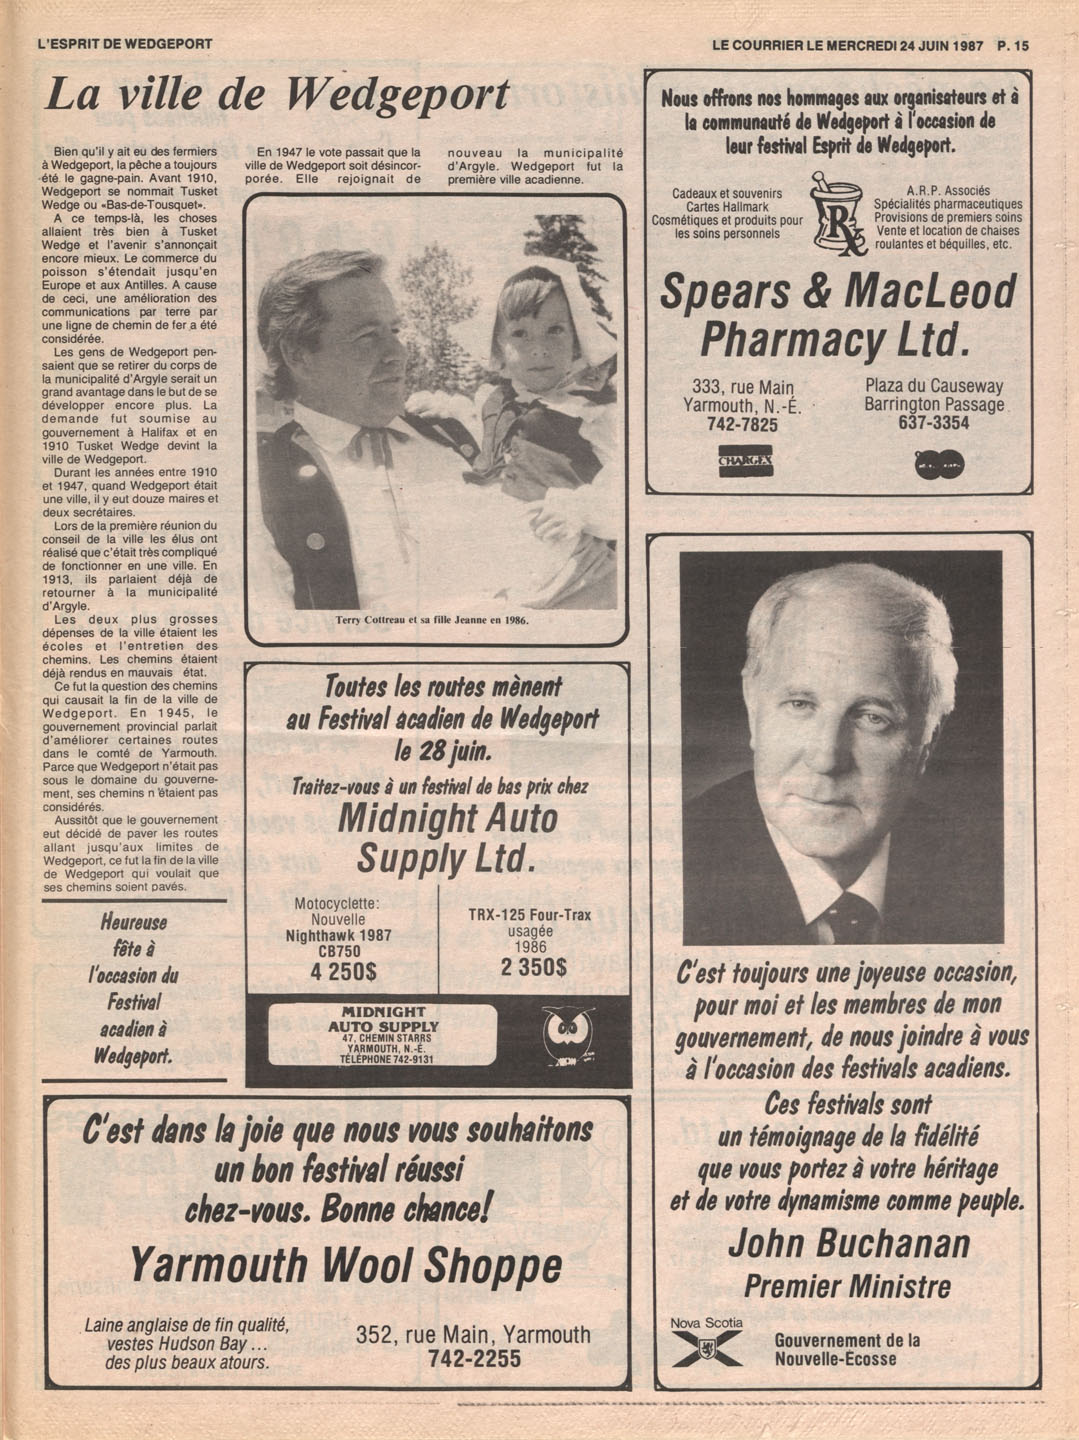 L'ESPRIT DE WEDGEPORT
LE COURRIER LE MERCREDI 24 JUIN 1987 P. 15
La ville de Wedgeport
Bien qu'il y ait eu des fermiers
à Wedgeport, la pêche a toujours
été le gagne-pain. Avant 1910,
Wedgeport se nommait Tusket
Wedge ou «Bas-de-Tousquet».
A ce temps-là, les choses
allaient très bien à Tusket
Wedge et l'avenir s'annonçait
encore mieux. Le commerce du
poisson s'étendait jusqu'en
Europe et aux Antilles. A cause
de ceci, une amélioration des
communications par terre par
une ligne de chemin de fer a été
considérée.
Les gens de Wedgeport pen-
saient que se retirer du corps de
la municipalité d'Argyle serait un
grand avantage dans le but de se
développer encore plus. La
demande fut soumise au
gouvernement à Halifax et en
1910 Tusket Wedge devint la
ville de Wedgeport.
Durant les années entre 1910
et 1947, quand Wedgeport était
une ville, il y eut douze maires et
deux secrétaires.
Lors de la première réunion du
conseil de la ville les élus ont
réalisé que c'était très compliqué
de fonctionner en une ville. En
1913, ils parlaient déjà de
retourner à la municipalité
d'Argyle.
Les deux plus grosses
dépenses de la ville étaient les
écoles et l'entretien des
chemins. Les chemins étaient
déjà rendus en mauvais état.
Ce fut la question des chemins
qui causait la fin de la ville de
Wedgeport. En 1945, le
gouvernement provincial parlait
d'améliorer certaines routes
dans le comté de Yarmouth.
Parce que Wedgeport n'était pas
sous le domaine du gouverne-
ment, ses chemins n'étaient pas
considérés.
Aussitôt que le gouvernement
eut décidé de paver les routes
allant jusqu'aux limites de
Wedgeport, ce fut la fin de la ville
de Wedgeport qui voulait que
ses chemins soient pavés.
En 1947 le vote passait que la
ville de Wedgeport soit désincor-
porée. Elle rejoignait de
nouveau la municipalité
d'Argyle. Wedgeport fut la
première ville acadienne.
Terry Cottreau et sa fille Jeanne en 1986.
Heureuse
fête à
l'occasion du
Festival
acadien à
Wedgeport.
Toutes les routes mènent
au Festival acadien de Wedgeport
le 28 juin.
Traitez-vous à un festival de bas prix chez
Midnight Auto
Supply Ltd.
Motocyclette:
Nouvelle
Nighthawk 1987
CB750
4 250$
TRX-125 Four-Trax
usagée
1986
2 350$
MIDNIGHT
AUTO SUPPLY
47, CHEMIN STARRS
YARMOUTH, N.-É.
TÉLÉPHONE 742-9131
C'est dans la joie que nous vous souhaitons
un bon festival réussi
chez-vous. Bonne chance!
Yarmouth Wool Shoppe
Laine anglaise de fin qualité,
vestes Hudson Bay ...
des plus beaux atours.
352, rue Main, Yarmouth
742-2255
Nous offrons nos hommages aux organisateurs et à
la communauté de Wedgeport à l'occasion de
leur festival Esprit de Wedgeport.
Cadeaux et souvenirs
Cartes Hallmark
Cosmétiques et produits pour
les soins personnels
Rx
A.R.P. Associés
Spécialités pharmaceutiques
Provisions de premiers soins
Vente et location de chaises
roulantes et béquilles, etc.
Spears & MacLeod
Pharmacy Ltd.
333, rue Main
Yarmouth, N.-É.
742-7825
CHARGEX
Plaza du Causeway
Barrington Passage
637-3354
C'est toujours une joyeuse occasion,
pour moi et les membres de mon
gouvernement, de nous joindre à vous
à l'occasion des festivals acadiens.
Ces festivals sont
un témoignage de la fidélité
que vous portez à votre héritage
et de votre dynamisme comme peuple.
John Buchanan
Premier Ministre
Nova Scotia
Gouvernement de la
Nouvelle-Écosse